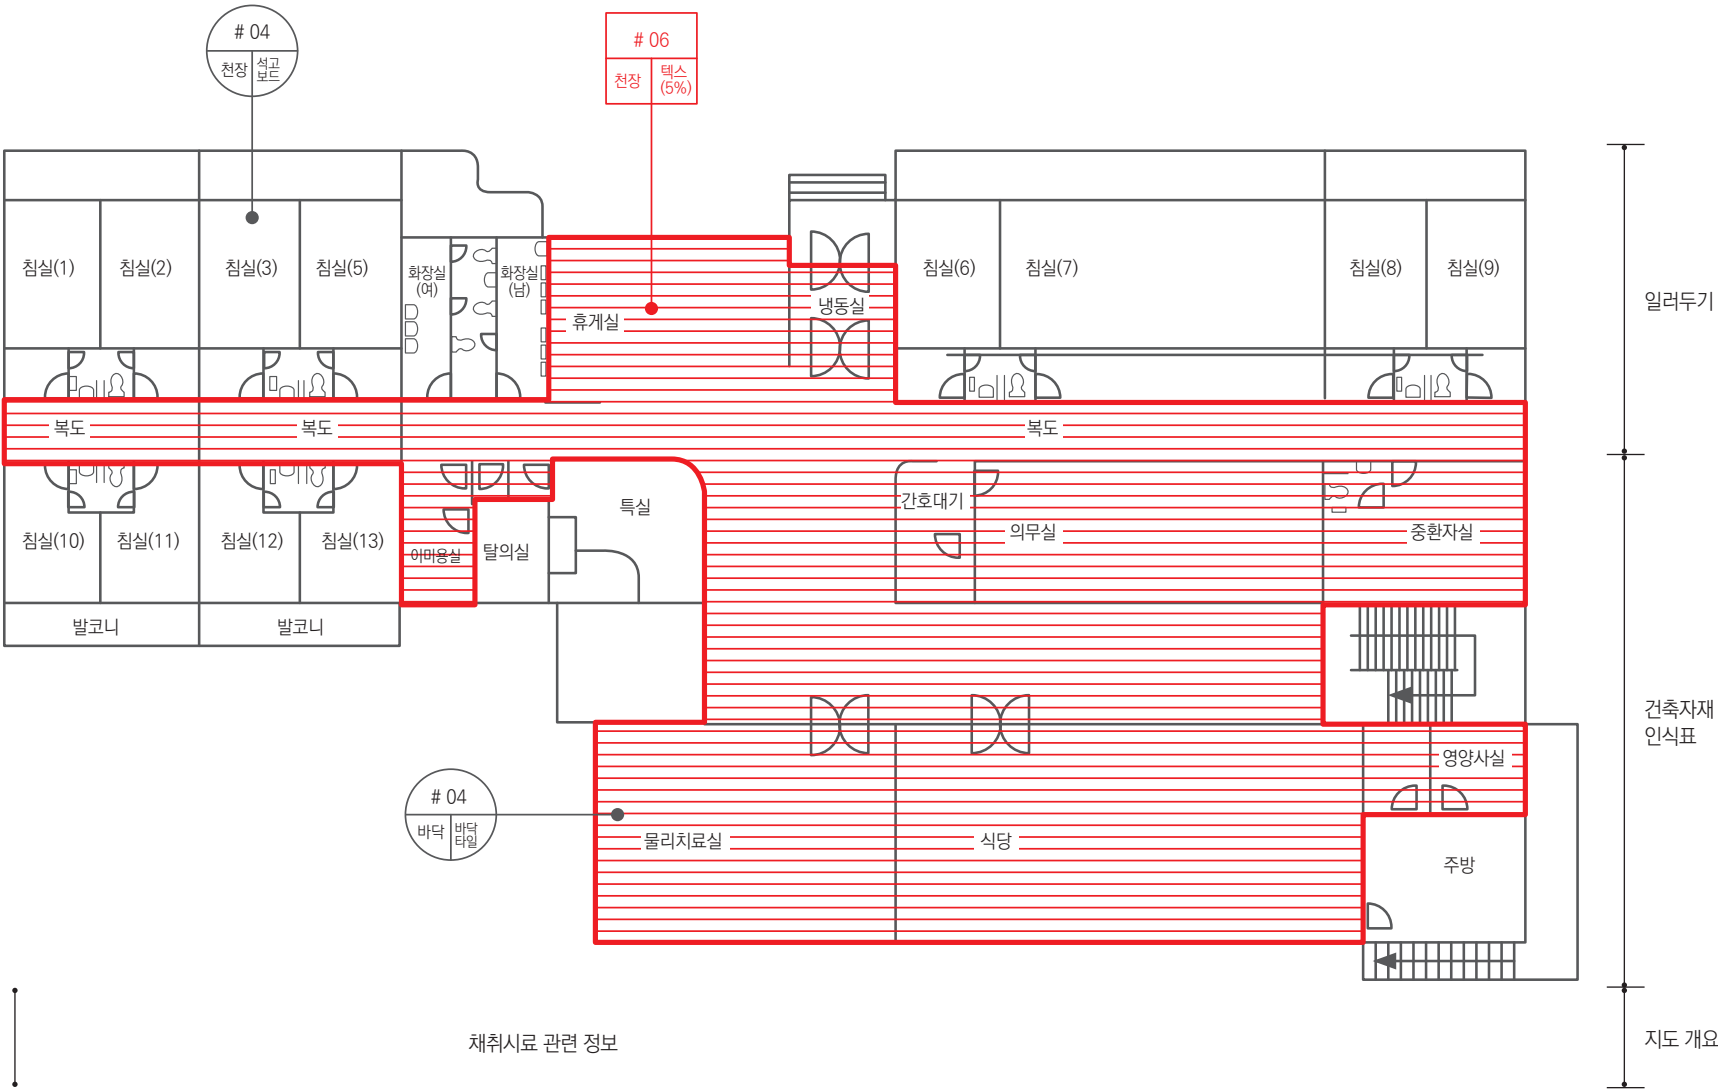 # 04
천장
석고
보드
# 06
천장
텍스
(5%)
침실(1)
침실(2)
침실(3)
침실(5)
화장실
(여)
화장실
(남)
휴게실
냉동실
침실(6)
침실(7)
침실(8)
침실(9)
일러두기
복도
복도
복도
침실(10)
침실(11)
침실(12)
침실(13)
이미용실
탈의실
특실
간호대기
의무실
중환자실
발코니
발코니
건축자재
인식표
영양사실
# 04
바닥
바닥
타일
물리치료실
식당
주방
채취시료 관련 정보
지도 개요